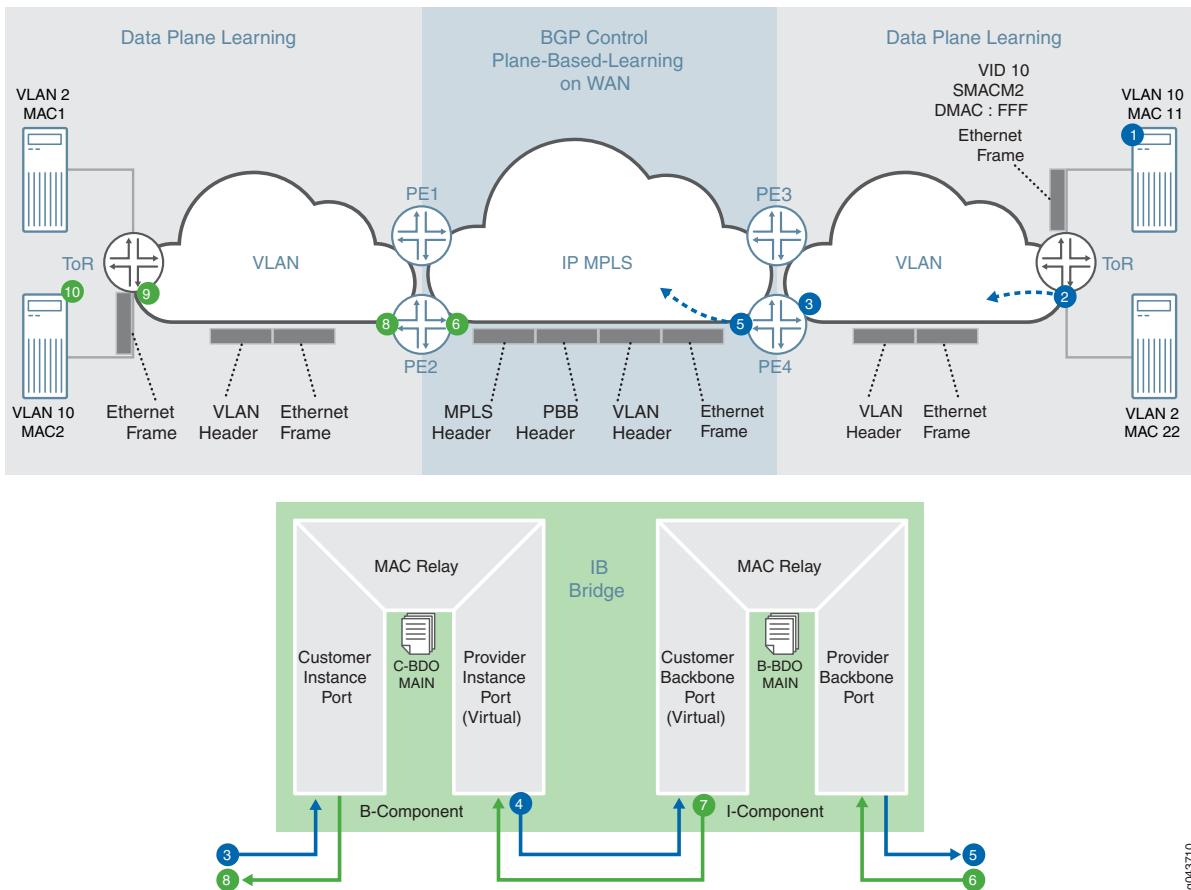 Data Plane Learning
BGP Control
Plane-Based-Learning
on WAN
Data Plane Learning
VLAN 2
MAC1
VID 10
SMACM2
DMAC : FFF
Ethernet
Frame
VLAN 10
MAC 11
1
PE1
PE3
ToR
VLAN
IP MPLS
VLAN
ToR
10
9
8
6
5
3
2
PE2
PE4
VLAN 10
MAC2
Ethernet
Frame
VLAN
Header
Ethernet
Frame
MPLS
Header
PBB
Header
VLAN
Header
Ethernet
Frame
VLAN
Header
Ethernet
Frame
VLAN 2
MAC 22
MAC Relay
IB
Bridge
MAC Relay
Customer
Instance
Port
C-BDO
MAIN
Provider
Instance
Port
(Virtual)
Customer
Backbone
Port
(Virtual)
B-BDO
MAIN
Provider
Backbone
Port
4
7
B-Component
I-Component
3
5
8
6
043710